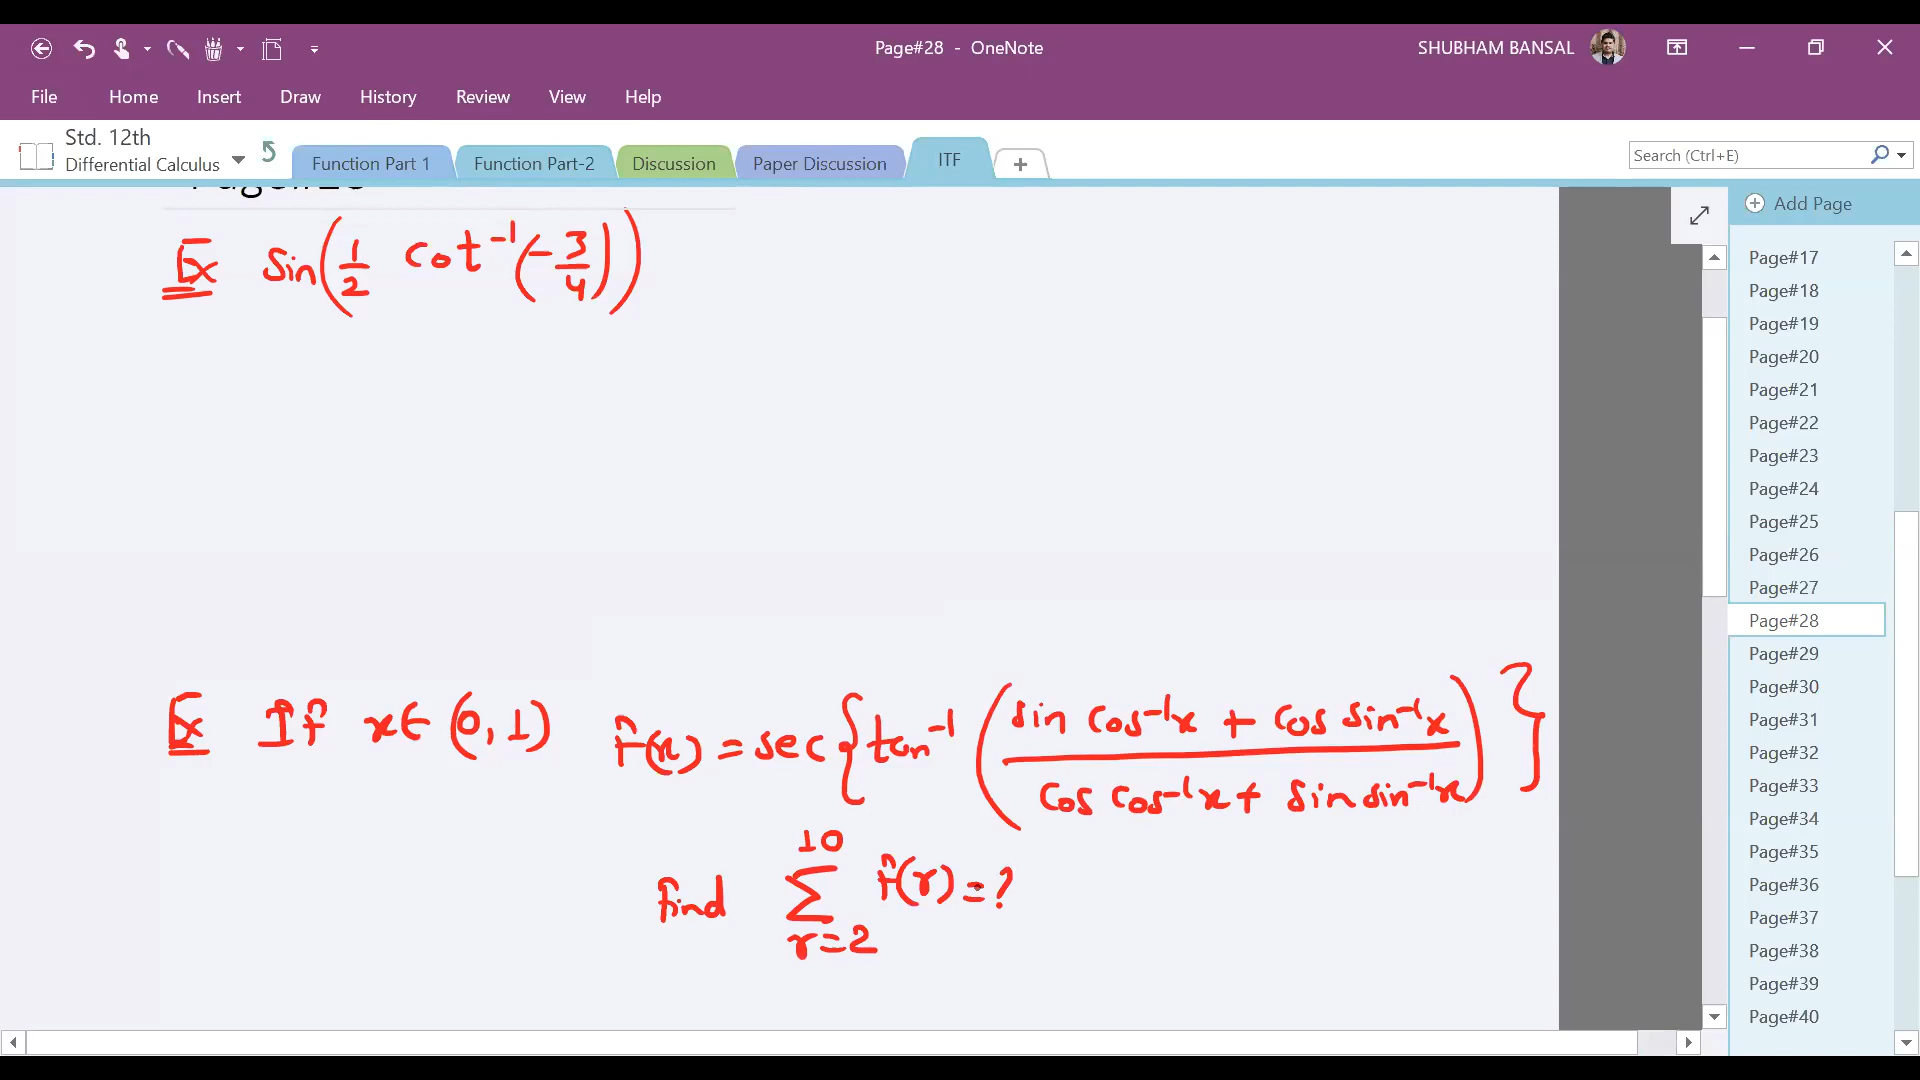 Page#28 - OneNote
SHUBHAM BANSAL
File Home Insert Draw History Review View Help
Std. 12th
Differential Calculus
Function Part 1
Function Part-2
Discussion
Paper Discussion
ITF
Search (Ctrl+E)
Add Page
Ex sin(1/2 cot⁻¹(-3/4))
Ex If x∈(0,1) f(x) = sec{tan⁻¹((sin cos⁻¹x + cos sin⁻¹x)/(cos cos⁻¹x + sin sin⁻¹x))}
Find ∑_{r=2}^{10} f(r) = ?
Page#17
Page#18
Page#19
Page#20
Page#21
Page#22
Page#23
Page#24
Page#25
Page#26
Page#27
Page#28
Page#29
Page#30
Page#31
Page#32
Page#33
Page#34
Page#35
Page#36
Page#37
Page#38
Page#39
Page#40